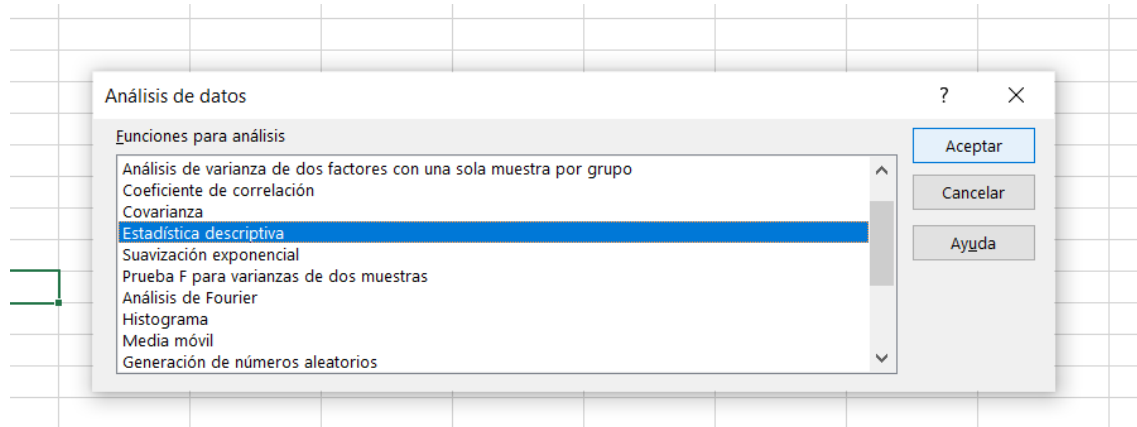 Análisis de datos
?
Funciones para análisis
Análisis de varianza de dos factores con una sola muestra por grupo
Coeficiente de correlación
Covarianza
Estadística descriptiva
Suavización exponencial
Prueba F para varianzas de dos muestras
Análisis de Fourier
Histograma
Media móvil
Generación de números aleatorios
Aceptar
Cancelar
Ayuda